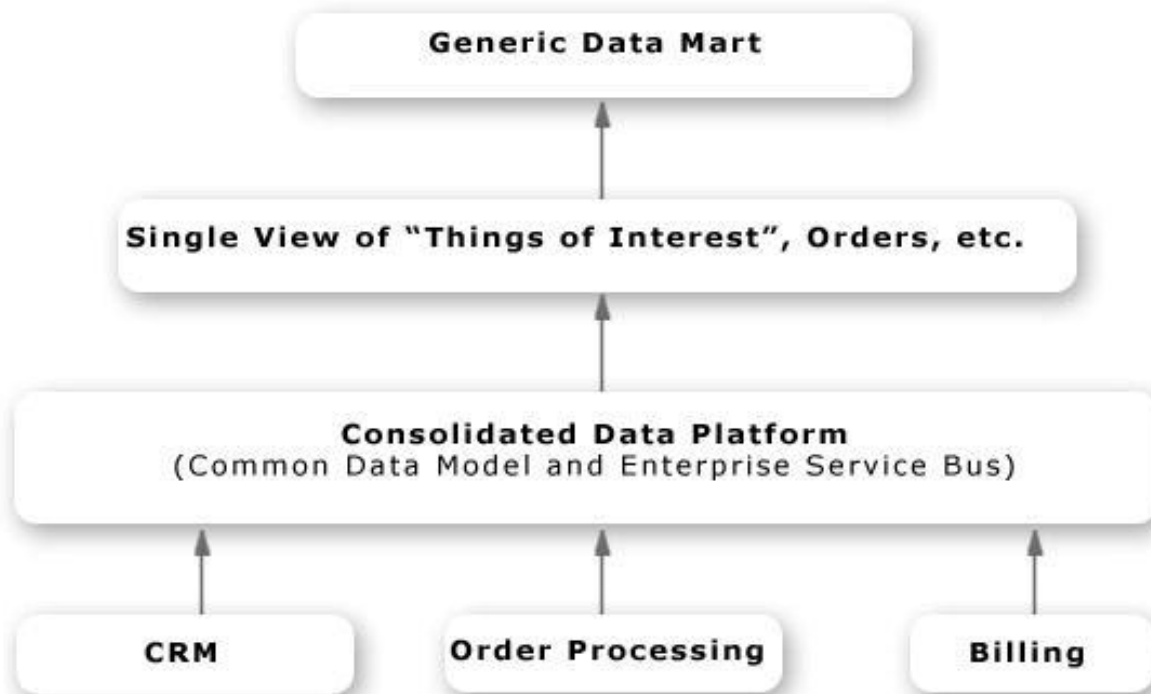 Generic Data Mart
Single View of “Things of Interest”, Orders, etc.
Consolidated Data Platform
(Common Data Model and Enterprise Service Bus)
CRM
Order Processing
Billing